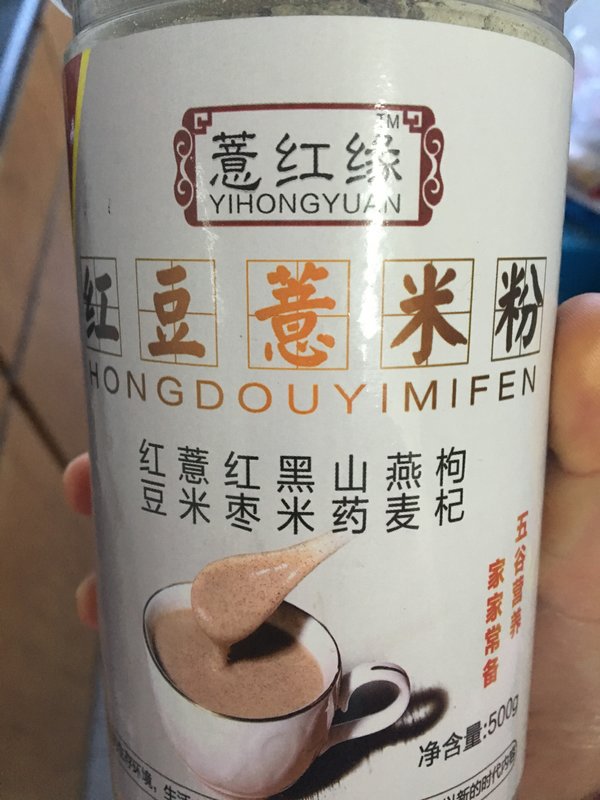 薏红缘
TM
YIHONGYUAN
红豆薏米粉
HONGDOUYIMIFEN
红豆 薏米 红枣 黑米 山药 燕麦 枸杞
五谷营养
家家常备
净含量:500g